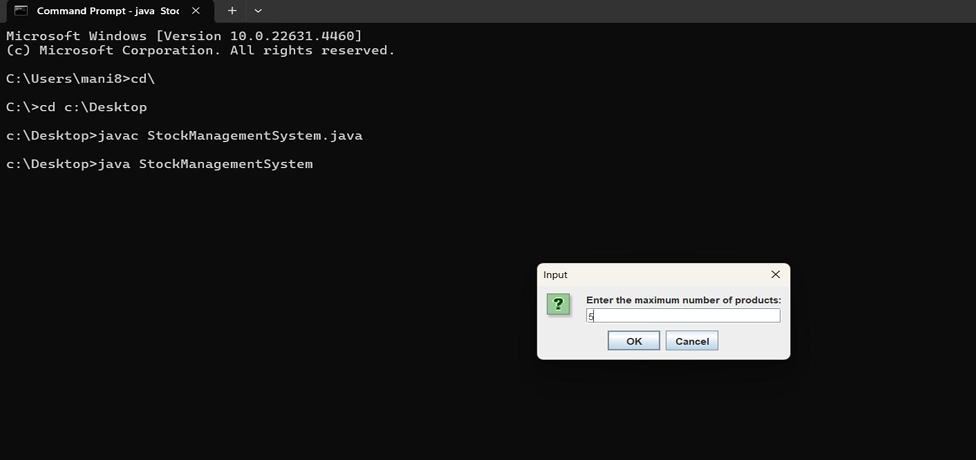 Command Prompt - java Stoc
Microsoft Windows [Version 10.0.22631.4460]
(c) Microsoft Corporation. All rights reserved.
C:\Users\mani8>cd\
C:\>cd c:\Desktop
c:\Desktop>javac StockManagementSystem.java
c:\Desktop>java StockManagementSystem
Input
?
Enter the maximum number of products:
5
OK Cancel